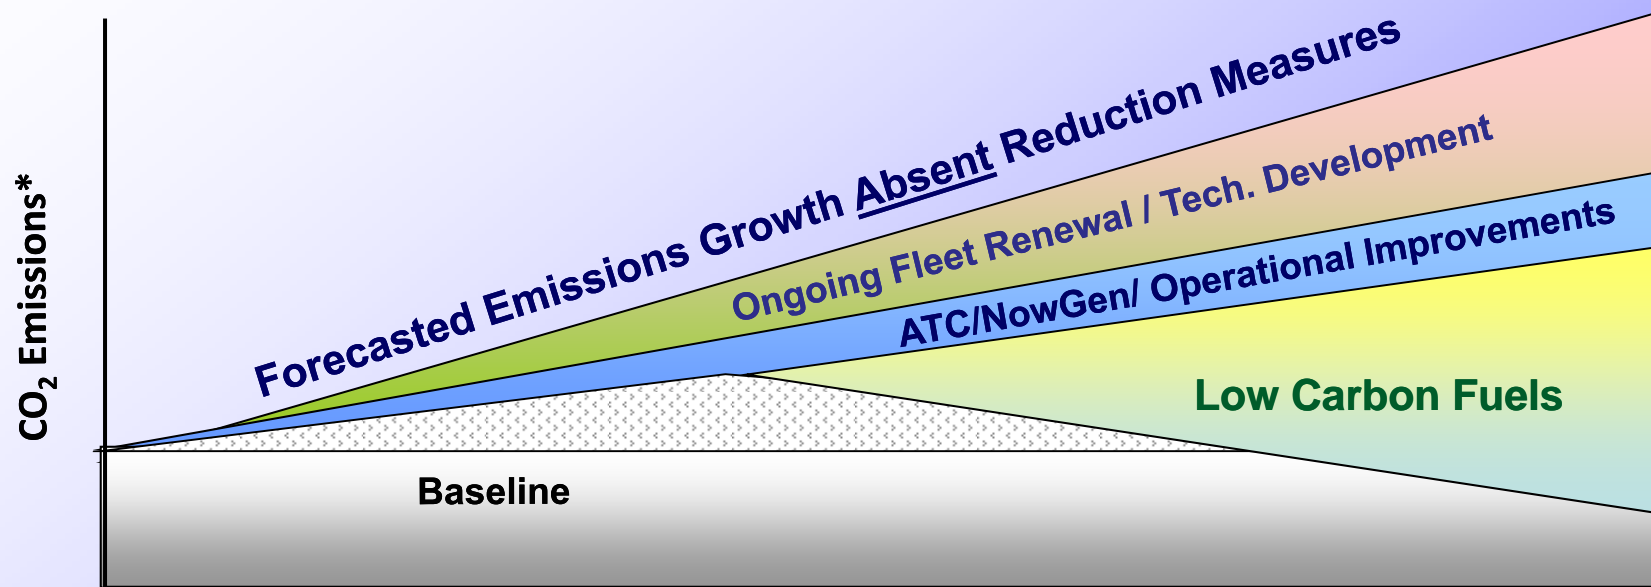 CO₂ Emissions*
Forecasted Emissions Growth Absent Reduction Measures
Ongoing Fleet Renewal / Tech. Development
ATC/NowGen/ Operational Improvements
Low Carbon Fuels
Baseline